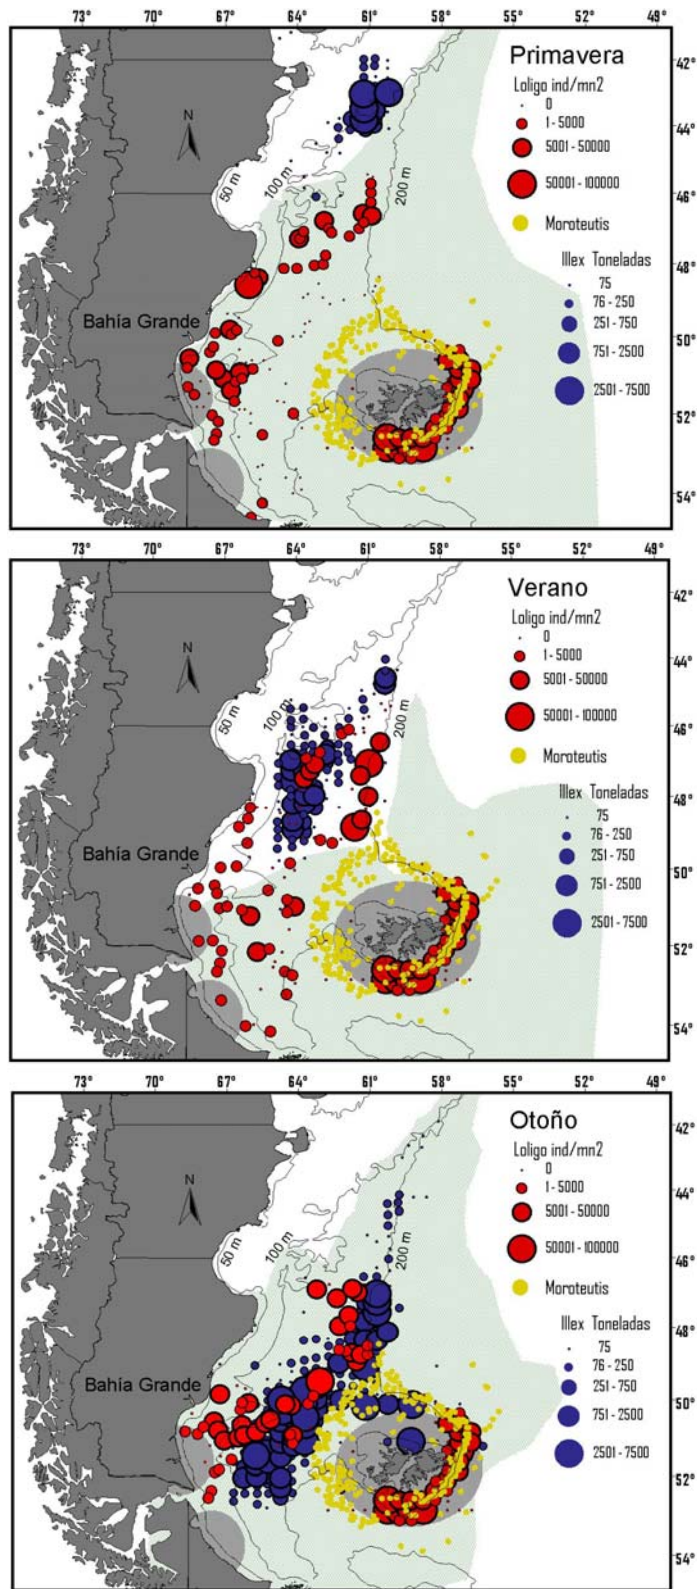 73° 70° 67° 64° 61° 58° 55° 52° 49°
Primavera
Loligo ind/mn2
0
1 - 5000
5001 - 50000
50001 - 100000
Moroteutis
Illex Toneladas
75
76 - 250
251 - 750
751 - 2500
2501 - 7500
N
50 m
100 m
200 m
Bahía Grande
42°
44°
46°
48°
50°
52°
54°
73° 70° 67° 64° 61° 58° 55° 52° 49°
Verano
Loligo ind/mn2
0
1 - 5000
5001 - 50000
50001 - 100000
Moroteutis
Illex Toneladas
75
76 - 250
251 - 750
751 - 2500
2501 - 7500
N
50 m
100 m
200 m
Bahía Grande
42°
44°
46°
48°
50°
52°
54°
73° 70° 67° 64° 61° 58° 55° 52° 49°
Otoño
Loligo ind/mn2
0
1 - 5000
5001 - 50000
50001 - 100000
Moroteutis
Illex Toneladas
75
76 - 250
251 - 750
751 - 2500
2501 - 7500
N
50 m
100 m
200 m
Bahía Grande
42°
44°
46°
48°
50°
52°
54°